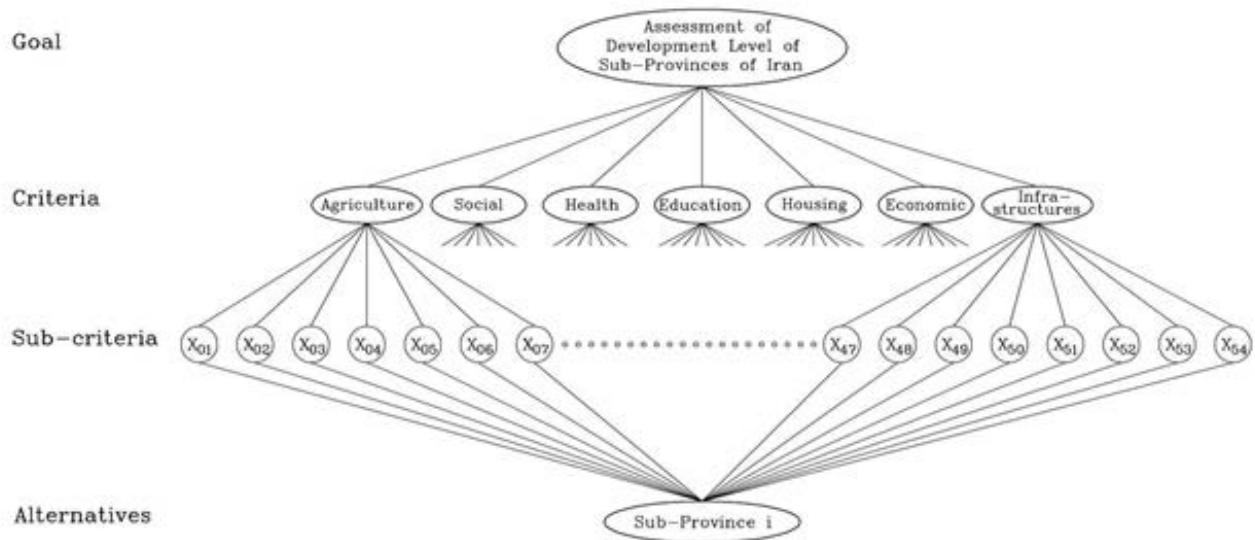 Goal
Assessment of
Development Level of
Sub-Provinces of Iran
Criteria
Agriculture
Social
Health
Education
Housing
Economic
Infra-
structures
Sub-criteria
X01
X02
X03
X04
X05
X06
X07
X47
X48
X49
X50
X51
X52
X53
X54
Alternatives
Sub-Province i